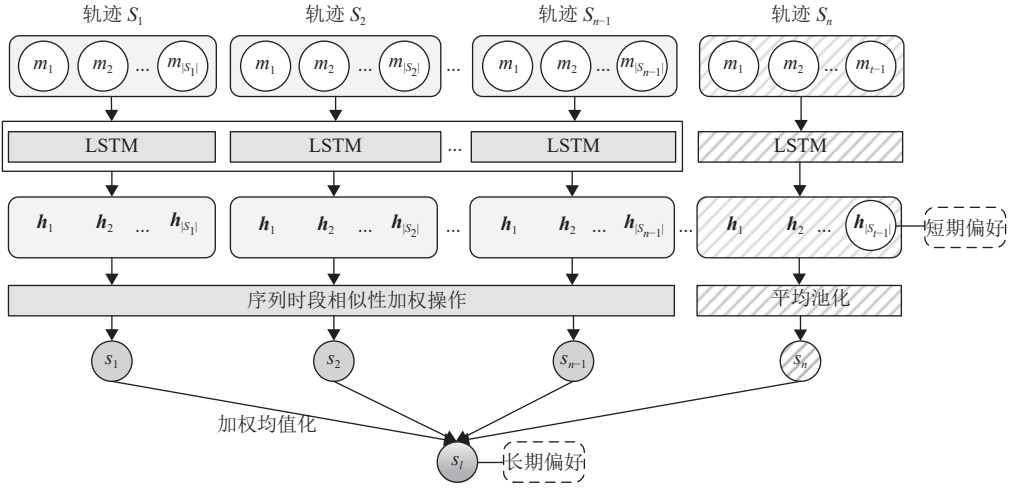 轨迹 S₁ 轨迹 S₂ 轨迹 Sₙ₋₁ 轨迹 Sₙ
m₁ m₂ ... m|S₁| m₁ m₂ ... m|S₂| ... m₁ m₂ ... m|Sₙ₋₁| m₁ m₂ ... mₜ₋₁
LSTM LSTM ... LSTM LSTM
h₁ h₂ ... h|S₁| h₁ h₂ ... h|S₂| ... h₁ h₂ ... h|Sₙ₋₁| ... h₁ h₂ ... h|Sₜ₋₁| 短期偏好
序列时段相似性加权操作 平均池化
s₁ s₂ sₙ₋₁ sₙ
加权均值化
sₗ 长期偏好